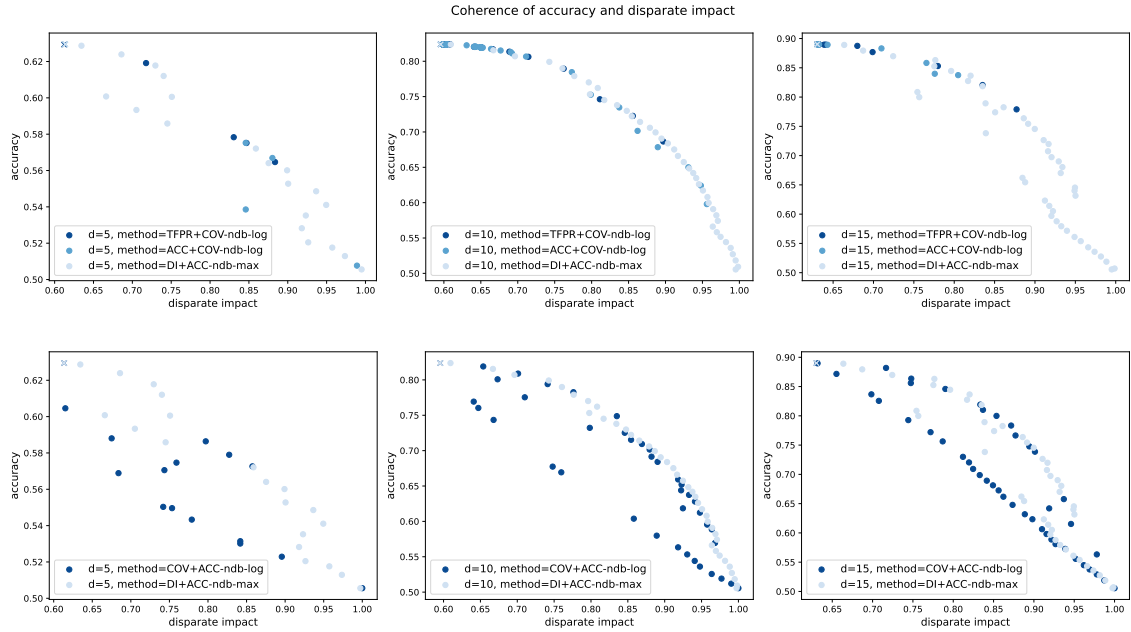 Coherence of accuracy and disparate impact
0.62
0.60
0.58
0.56
0.54
0.52
0.50
accuracy
d=5, method=TFPR+COV-ndb-log
d=5, method=ACC+COV-ndb-log
d=5, method=DI+ACC-ndb-max
0.60 0.65 0.70 0.75 0.80 0.85 0.90 0.95 1.00
disparate impact
0.80
0.75
0.70
0.65
0.60
0.55
0.50
accuracy
d=10, method=TFPR+COV-ndb-log
d=10, method=ACC+COV-ndb-log
d=10, method=DI+ACC-ndb-max
0.60 0.65 0.70 0.75 0.80 0.85 0.90 0.95 1.00
disparate impact
0.90
0.85
0.80
0.75
0.70
0.65
0.60
0.55
0.50
accuracy
d=15, method=TFPR+COV-ndb-log
d=15, method=ACC+COV-ndb-log
d=15, method=DI+ACC-ndb-max
0.65 0.70 0.75 0.80 0.85 0.90 0.95 1.00
disparate impact
0.62
0.60
0.58
0.56
0.54
0.52
0.50
accuracy
d=5, method=COV+ACC-ndb-log
d=5, method=DI+ACC-ndb-max
0.60 0.65 0.70 0.75 0.80 0.85 0.90 0.95 1.00
disparate impact
0.80
0.75
0.70
0.65
0.60
0.55
0.50
accuracy
d=10, method=COV+ACC-ndb-log
d=10, method=DI+ACC-ndb-max
0.60 0.65 0.70 0.75 0.80 0.85 0.90 0.95 1.00
disparate impact
0.90
0.85
0.80
0.75
0.70
0.65
0.60
0.55
0.50
accuracy
d=15, method=COV+ACC-ndb-log
d=15, method=DI+ACC-ndb-max
0.65 0.70 0.75 0.80 0.85 0.90 0.95 1.00
disparate impact